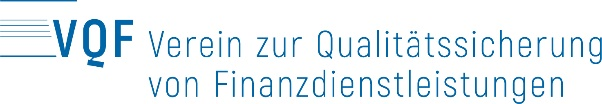 VQF Verein zur Qualitätssicherung
von Finanzdienstleistungen